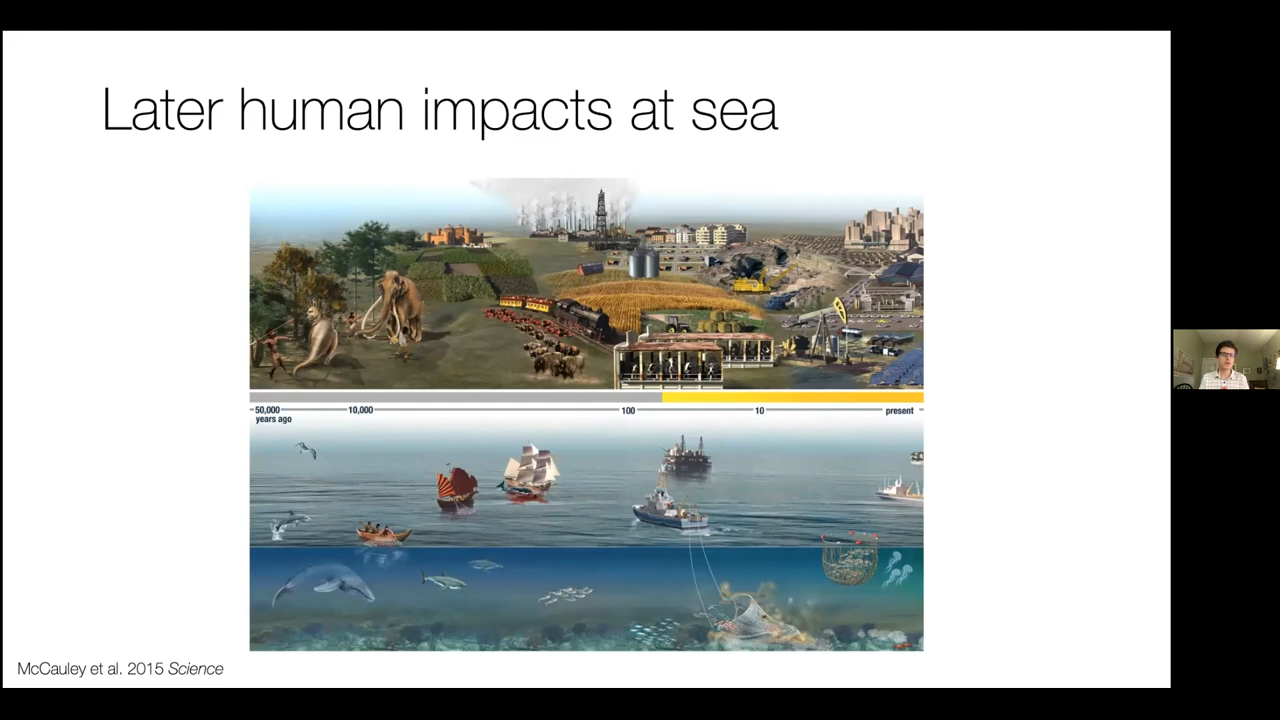 Later human impacts at sea
50,000 years ago
10,000
100
10
present
McCauley et al. 2015 Science